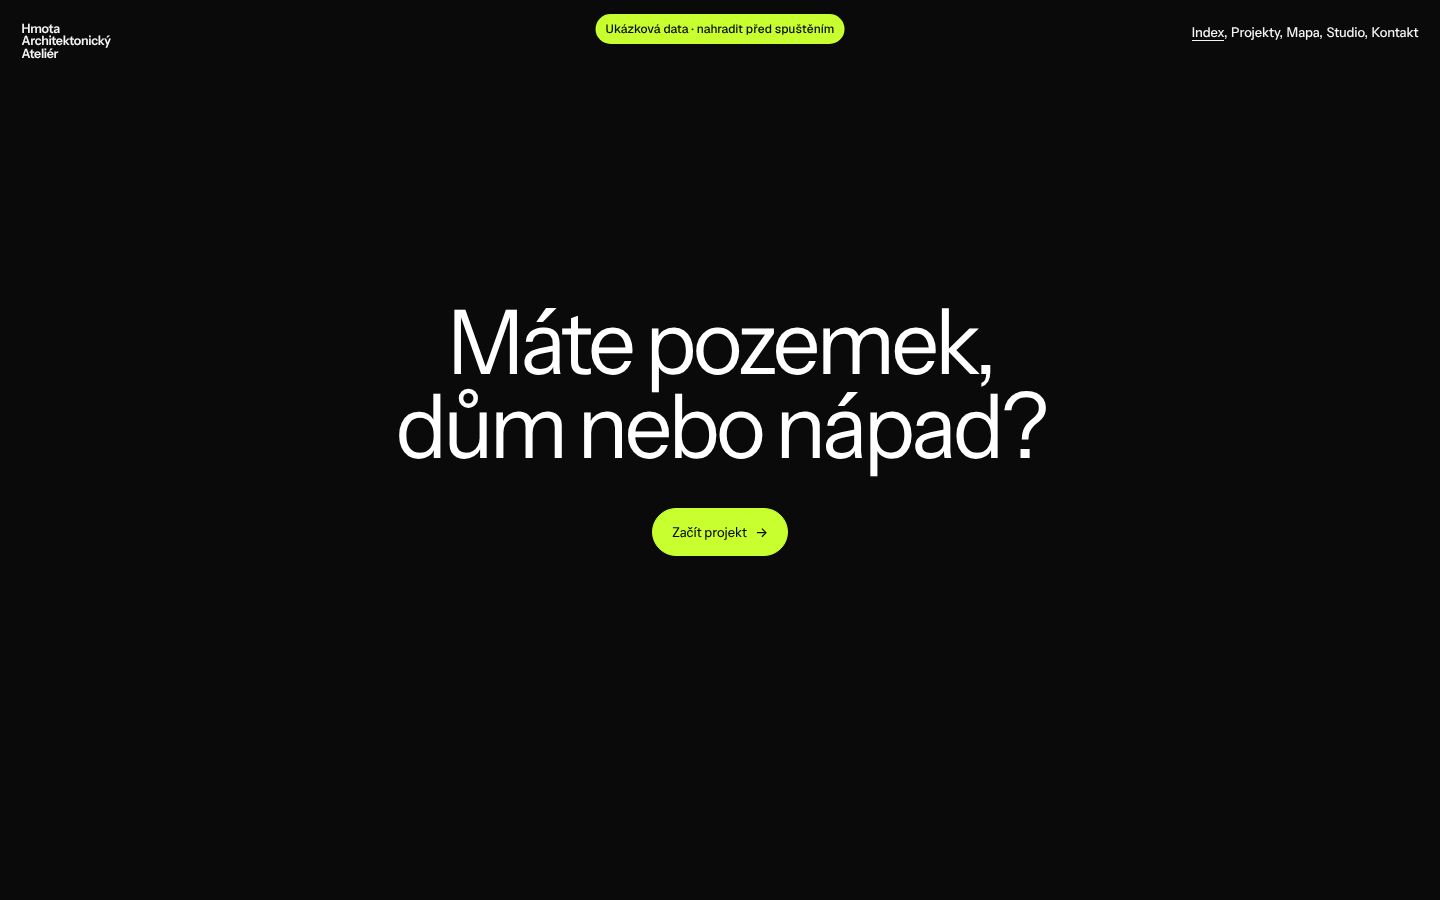 Hmota
Architektonický
Ateliér
Ukázková data · nahradit před spuštěním
Index, Projekty, Mapa, Studio, Kontakt
Máte pozemek,
dům nebo nápad?
Začít projekt →